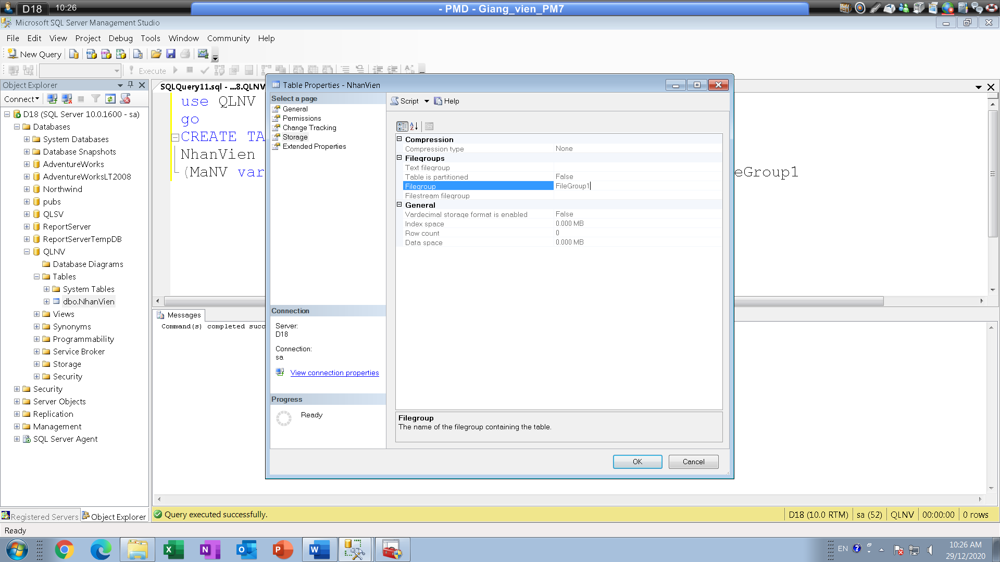 D18 10:26 - PMD - Giang_vien_PM7
Microsoft SQL Server Management Studio
File Edit View Project Debug Tools Window Community Help
New Query
Execute
Object Explorer
Connect
D18 (SQL Server 10.0.1600 - sa)
Databases
System Databases
Database Snapshots
AdventureWorks
AdventureWorksLT2008
Northwind
pubs
QLSV
ReportServer
ReportServerTempDB
QLNV
Database Diagrams
Tables
System Tables
dbo.NhanVien
Views
Synonyms
Programmability
Service Broker
Storage
Security
Security
Server Objects
Replication
Management
SQL Server Agent
Registered Servers Object Explorer
SQLQuery11.sql - ...8.QLNV
use QLNV
go
CREATE TA
NhanVien
(MaNV var
eGroup1
Messages
Command(s) completed succ
Table Properties - NhanVien
Select a page
General
Permissions
Change Tracking
Storage
Extended Properties
Connection
Server:
D18
Connection:
sa
View connection properties
Progress
Ready
Script Help
Compression
Compression type None
Filegroups
Text filegroup
Table is partitioned False
Filegroup FileGroup1
Filestream filegroup
General
Vardecimal storage format is enabled False
Index space 0.000 MB
Row count 0
Data space 0.000 MB
Filegroup
The name of the filegroup containing the table.
OK Cancel
Query executed successfully. D18 (10.0 RTM) sa (52) QLNV 00:00:00 0 rows
Ready
EN 10:26 AM
29/12/2020